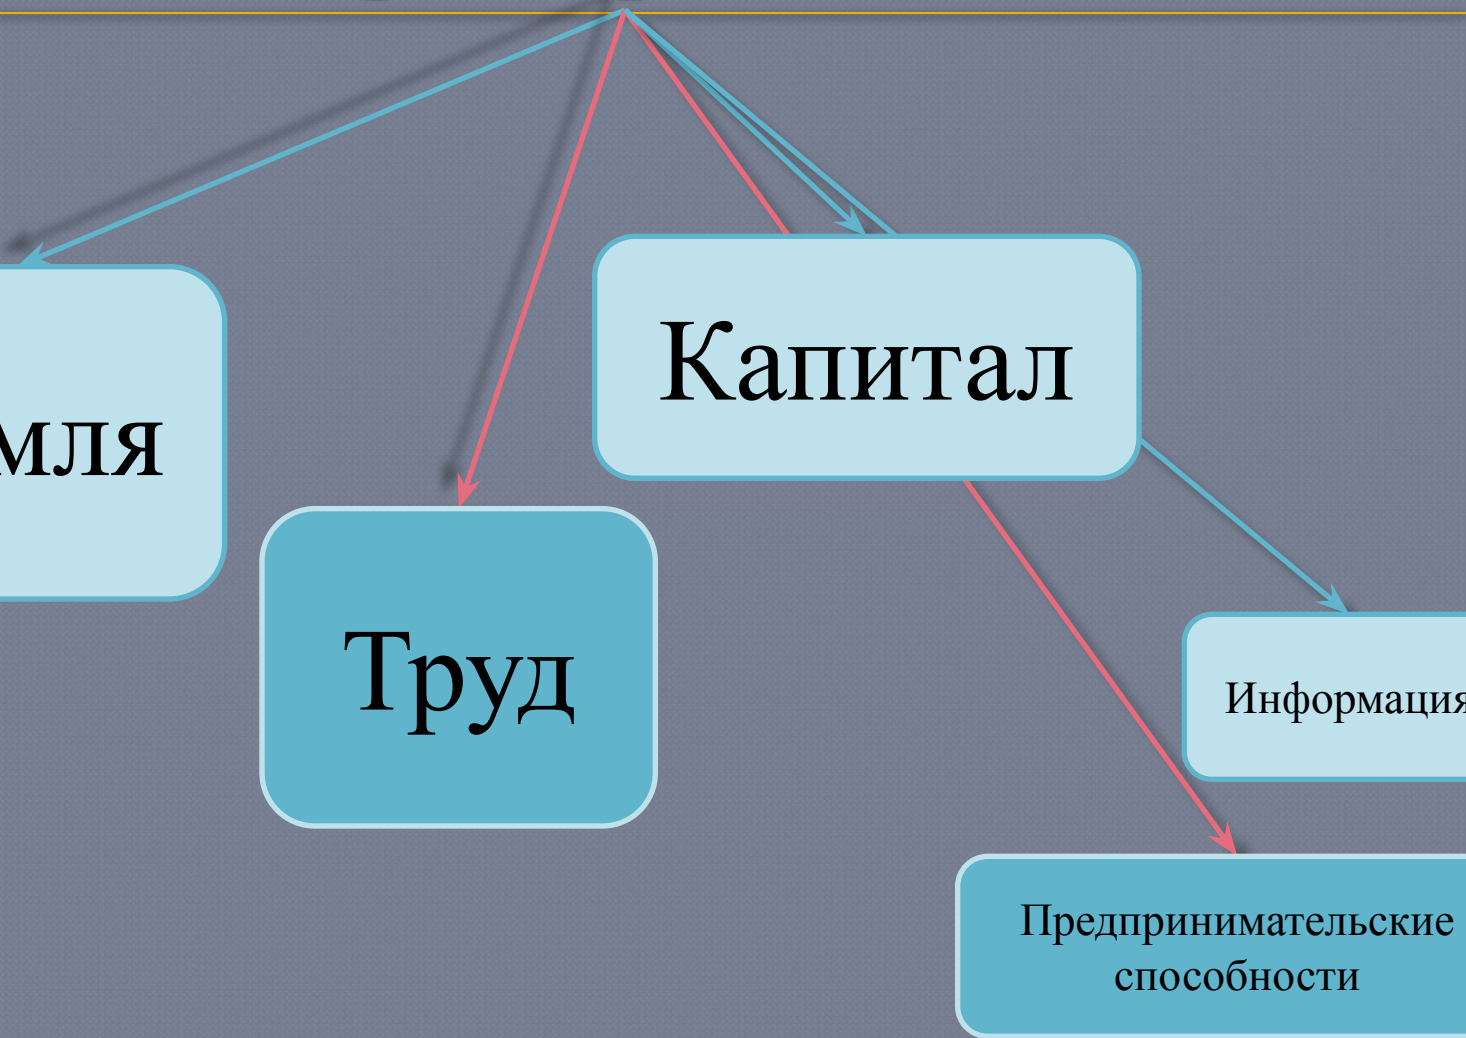 Капитал
мля
Труд
Информация
Предпринимательские
способности